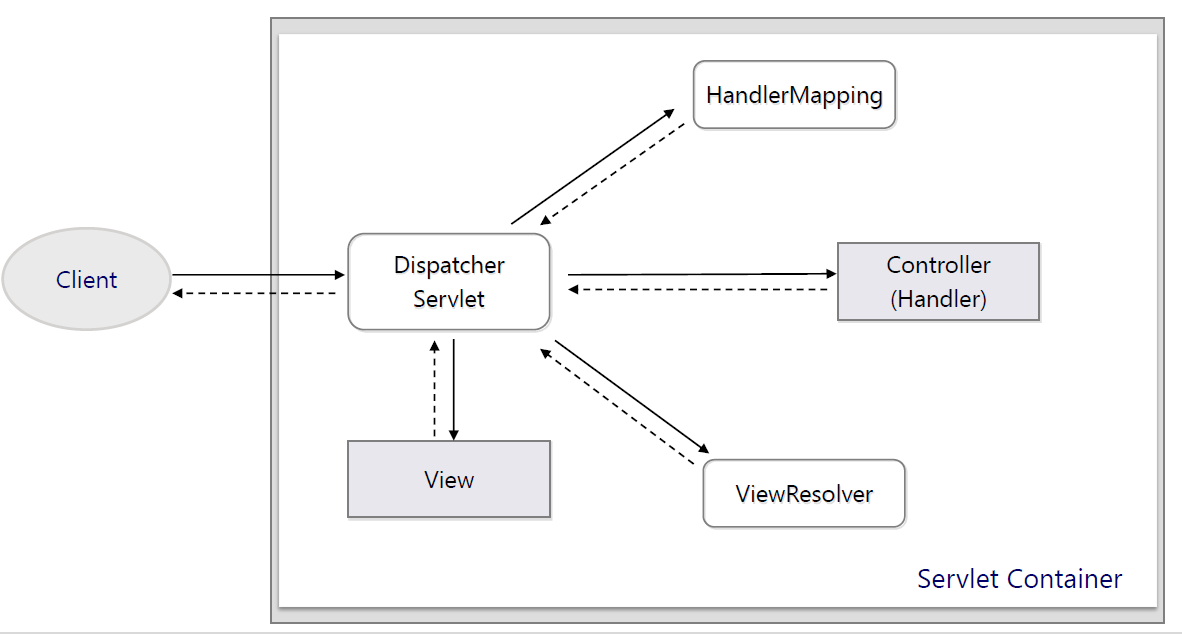 HandlerMapping
Client
Dispatcher
Servlet
Controller
(Handler)
View
ViewResolver
Servlet Container